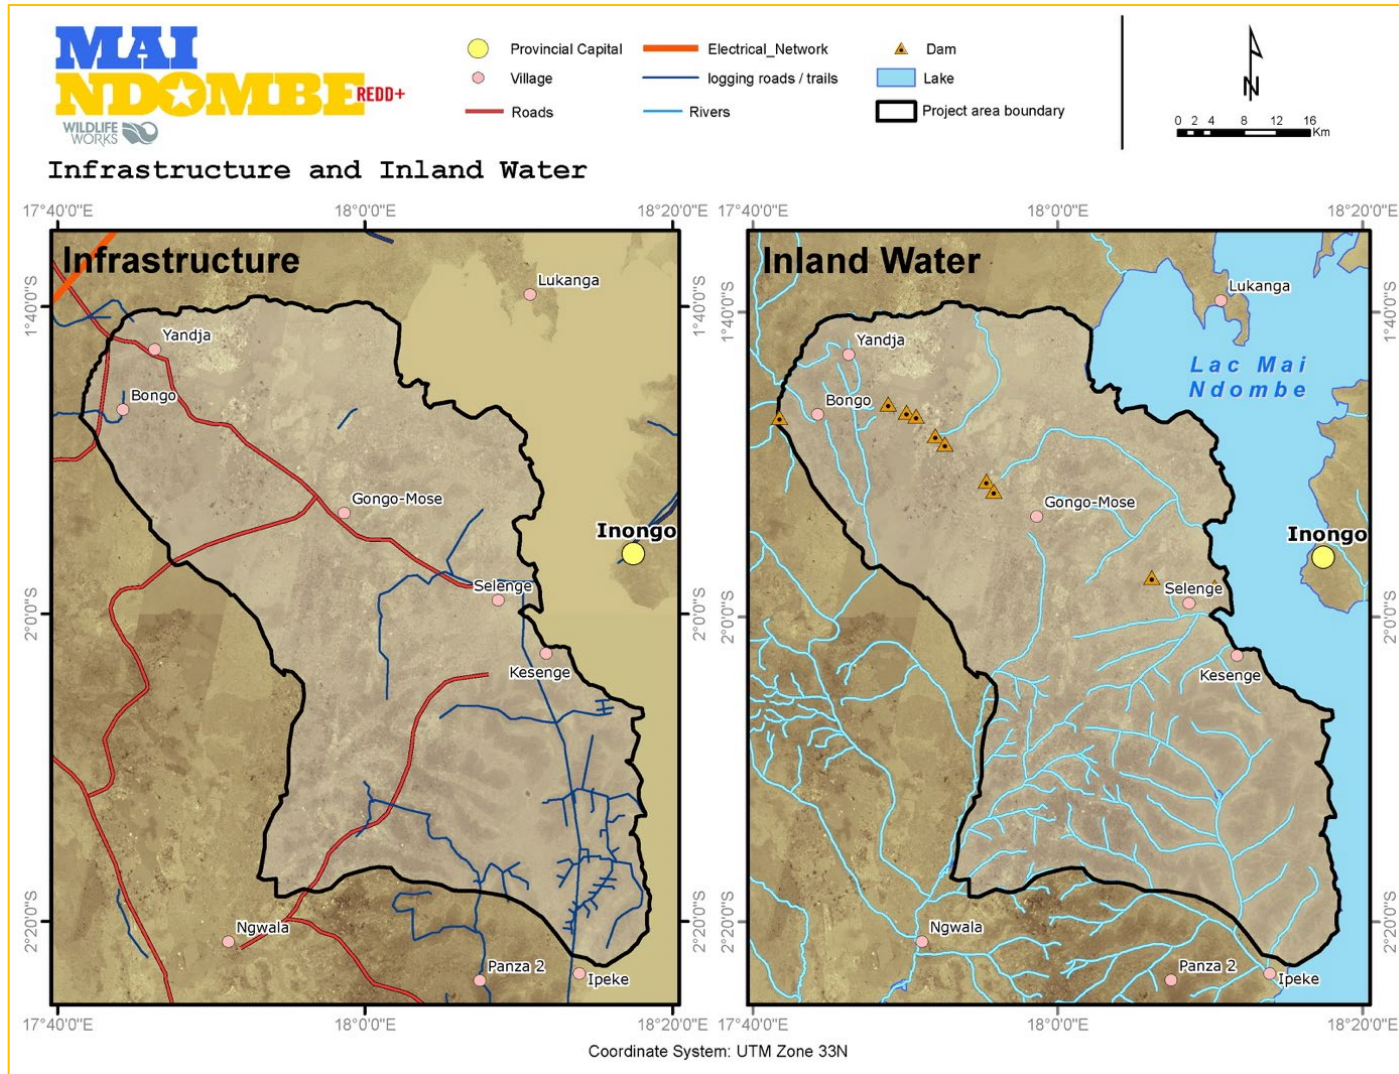 MAI
NDOMBE REDD+
WILDLIFE
WORKS
Provincial Capital
Village
Roads
Electrical_Network
logging roads / trails
Rivers
Dam
Lake
Project area boundary
N
0 2 4 8 12 16
Km
Infrastructure and Inland Water
17°40'0"E 18°0'0"E 18°20'0"E
Infrastructure
1°40'0"S
2°0'0"S
2°20'0"S
Lukanga
Yandja
Bongo
Gongo-Mose
Inongo
Selenge
Kesenge
Ngwala
Panza 2
Ipeke
1°40'0"S
2°0'0"S
2°20'0"S
17°40'0"E 18°0'0"E 18°20'0"E
17°40'0"E 18°0'0"E 18°20'0"E
Inland Water
Lukanga
Yandja
Lac Mai
Ndombe
Bongo
Gongo-Mose
Inongo
Selenge
Kesenge
Ngwala
Panza 2
Ipeke
1°40'0"S
2°0'0"S
2°20'0"S
17°40'0"E 18°0'0"E 18°20'0"E
Coordinate System: UTM Zone 33N